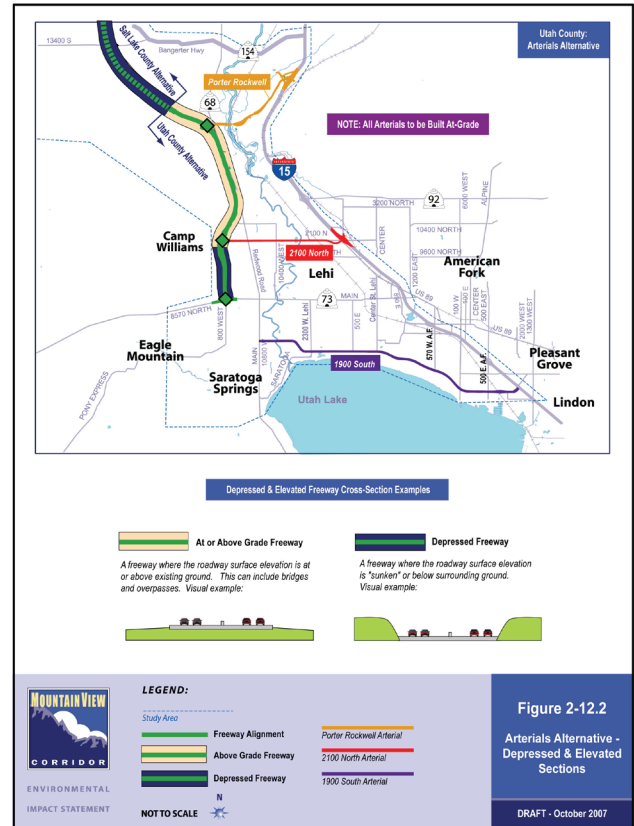 Utah County:
Arterials Alternative
13400 S
Bangerter Hwy
154
Salt Lake County Alternative
Porter Rockwell
68
Utah County Alternative
NOTE: All Arterials to be Built At-Grade
INTERSTATE
15
92
3200 NORTH
6000 WEST
ALPINE
Camp
Williams
2100 N
2100 North
CENTER
10400 NORTH
9600 NORTH
1200 EAST
American
Fork
Redwood Road
10400 WEST
Lehi
73
MAIN
US 89
8570 NORTH
800 WEST
2300 W. Lehi
500 E
Center St. Lehi
100 W
CENTER
500 EAST
US 89
2000 WEST
1300 WEST
Eagle
Mountain
MAIN
SARATOGA
1900 South
570 W. A.F.
500 E. A.F.
Pleasant
Grove
PONY EXPRESS
Saratoga
Springs
Utah Lake
Lindon
Depressed & Elevated Freeway Cross-Section Examples
At or Above Grade Freeway
A freeway where the roadway surface elevation is at
or above existing ground. This can include bridges
and overpasses. Visual example:
Depressed Freeway
A freeway where the roadway surface elevation
is "sunken" or below surrounding ground.
Visual example:
MOUNTAIN VIEW
CORRIDOR
ENVIRONMENTAL
IMPACT STATEMENT
LEGEND:
Study Area
Freeway Alignment
Above Grade Freeway
Depressed Freeway
Porter Rockwell Arterial
2100 North Arterial
1900 South Arterial
N
NOT TO SCALE
Figure 2-12.2
Arterials Alternative -
Depressed & Elevated
Sections
DRAFT - October 2007